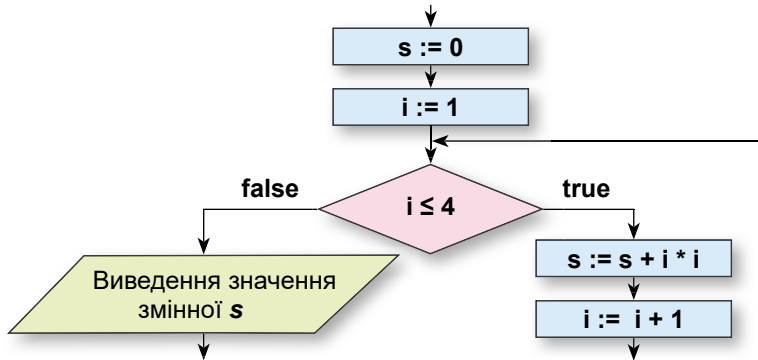 s := 0
i := 1
false
i ≤ 4
true
Виведення значення
змінної s
s := s + i * i
i := i + 1